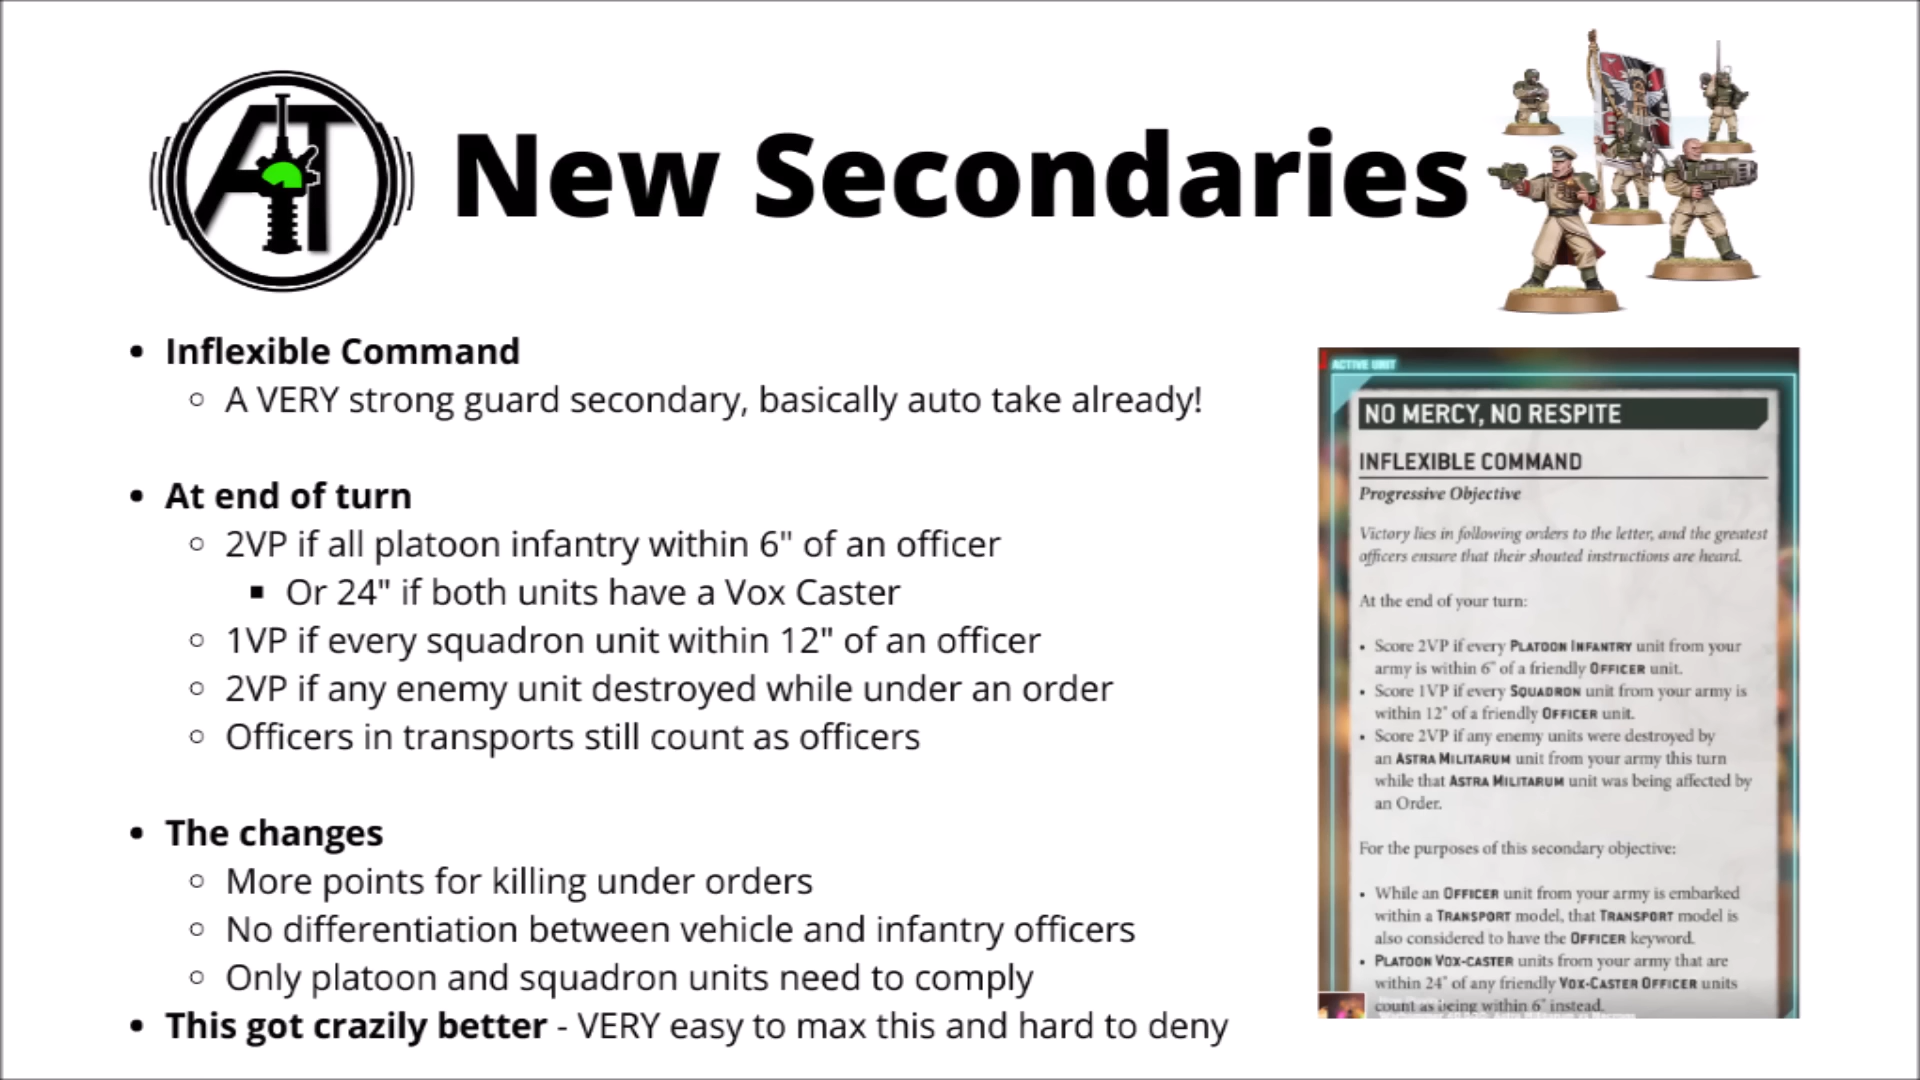 AT
New Secondaries
• Inflexible Command
○ A VERY strong guard secondary, basically auto take already!
• At end of turn
○ 2VP if all platoon infantry within 6" of an officer
▪ Or 24" if both units have a Vox Caster
○ 1VP if every squadron unit within 12" of an officer
○ 2VP if any enemy unit destroyed while under an order
○ Officers in transports still count as officers
• The changes
○ More points for killing under orders
○ No differentiation between vehicle and infantry officers
○ Only platoon and squadron units need to comply
• This got crazily better - VERY easy to max this and hard to deny
ACTIVE UNIT
NO MERCY, NO RESPITE
INFLEXIBLE COMMAND
Progressive Objective
Victory lies in following orders to the letter, and the greatest
officers ensure that their shouted instructions are heard.
At the end of your turn:
• Score 2VP if every PLATOON INFANTRY unit from your
army is within 6" of a friendly OFFICER unit.
• Score 1VP if every SQUADRON unit from your army is
within 12" of a friendly OFFICER unit.
• Score 2VP if any enemy units were destroyed by
an ASTRA MILITARUM unit from your army this turn
while that ASTRA MILITARUM unit was being affected by
an Order.
For the purposes of this secondary objective:
• While an OFFICER unit from your army is embarked
within a TRANSPORT model, that TRANSPORT model is
also considered to have the OFFICER keyword.
• PLATOON VOX-CASTER units from your army that are
within 24" of any friendly VOX-CASTER OFFICER units
count as being within 6" instead.